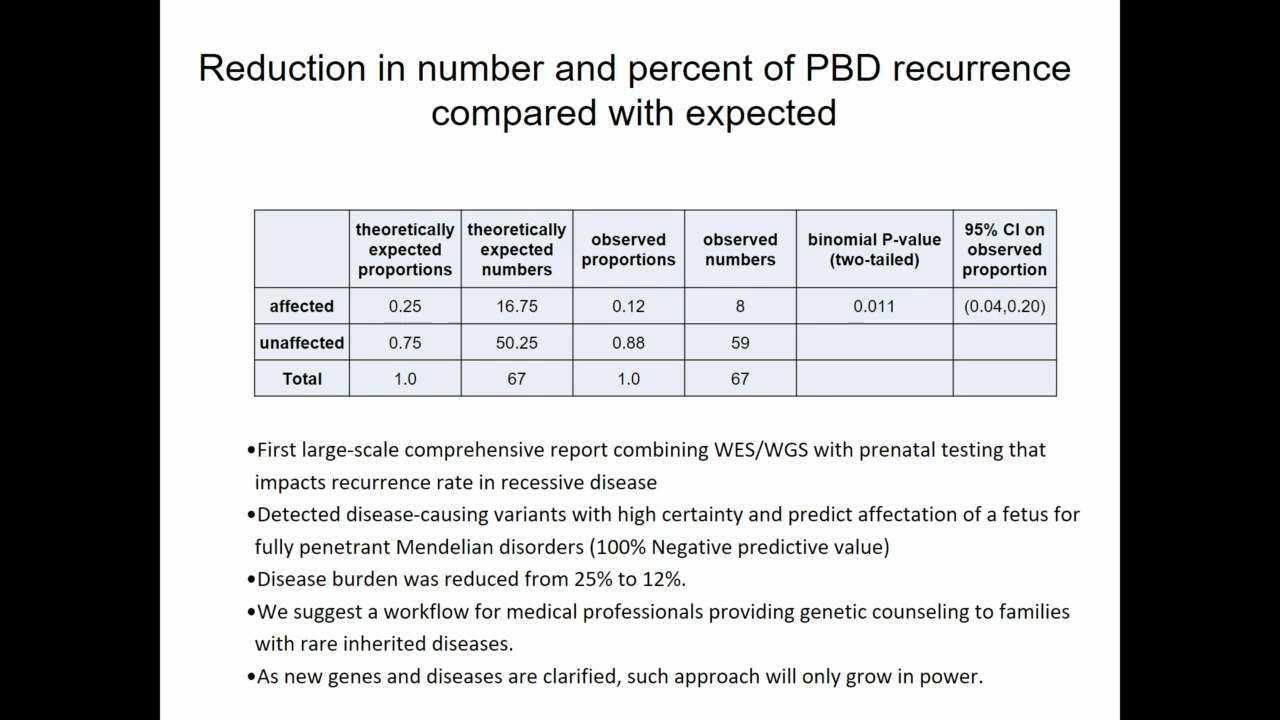 Reduction in number and percent of PBD recurrence
compared with expected
theoretically expected proportions theoretically expected numbers observed proportions observed numbers binomial P-value (two-tailed) 95% CI on observed proportion
affected 0.25 16.75 0.12 8 0.011 (0.04,0.20)
unaffected 0.75 50.25 0.88 59
Total 1.0 67 1.0 67
•First large-scale comprehensive report combining WES/WGS with prenatal testing that
impacts recurrence rate in recessive disease
•Detected disease-causing variants with high certainty and predict affectation of a fetus for
fully penetrant Mendelian disorders (100% Negative predictive value)
•Disease burden was reduced from 25% to 12%.
•We suggest a workflow for medical professionals providing genetic counseling to families
with rare inherited diseases.
•As new genes and diseases are clarified, such approach will only grow in power.